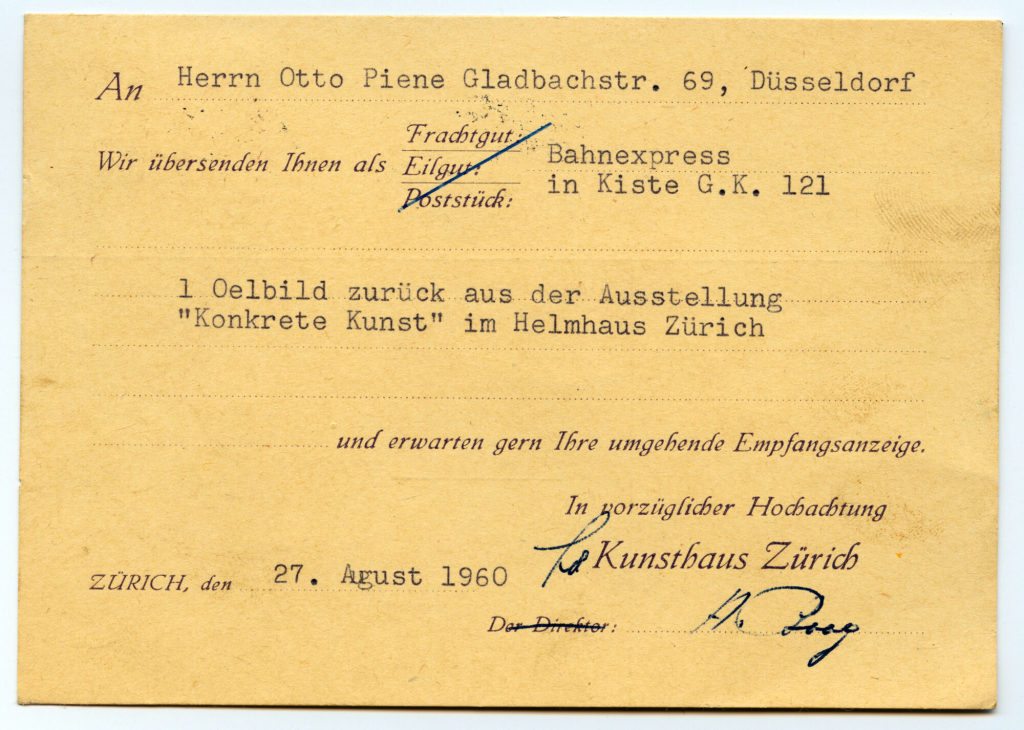 An Herrn Otto Piene Gladbachstr. 69, Düsseldorf
Frachtgut:
Wir übersenden Ihnen als Eilgut: Bahnexpress
Poststück: in Kiste G.K. 121
1 Oelbild zurück aus der Ausstellung
"Konkrete Kunst" im Helmhaus Zürich
und erwarten gern Ihre umgehende Empfangsanzeige.
In vorzüglicher Hochachtung
Kunsthaus Zürich
ZÜRICH, den 27. August 1960
Der Direktor: